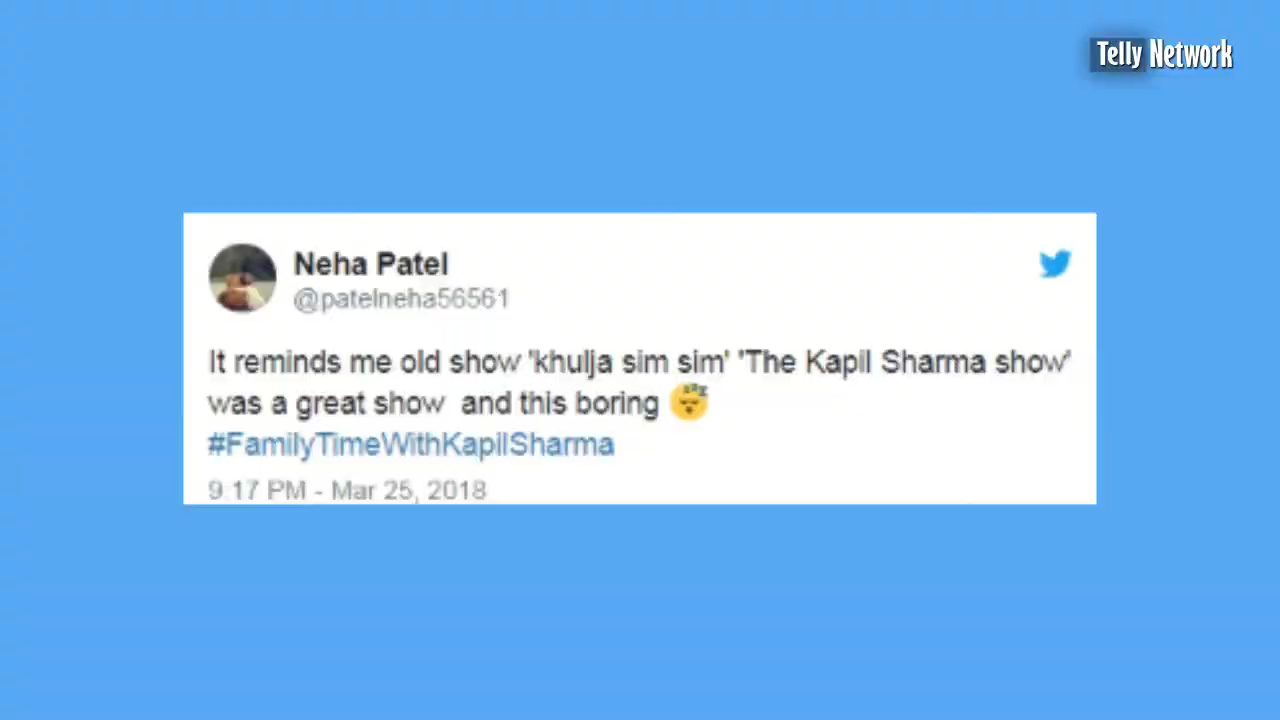 Telly Network
Neha Patel
@patelneha56561
It reminds me old show 'khulja sim sim' 'The Kapil Sharma show'
was a great show and this boring 😴
#FamilyTimeWithKapilSharma
9:17 PM - Mar 25, 2018